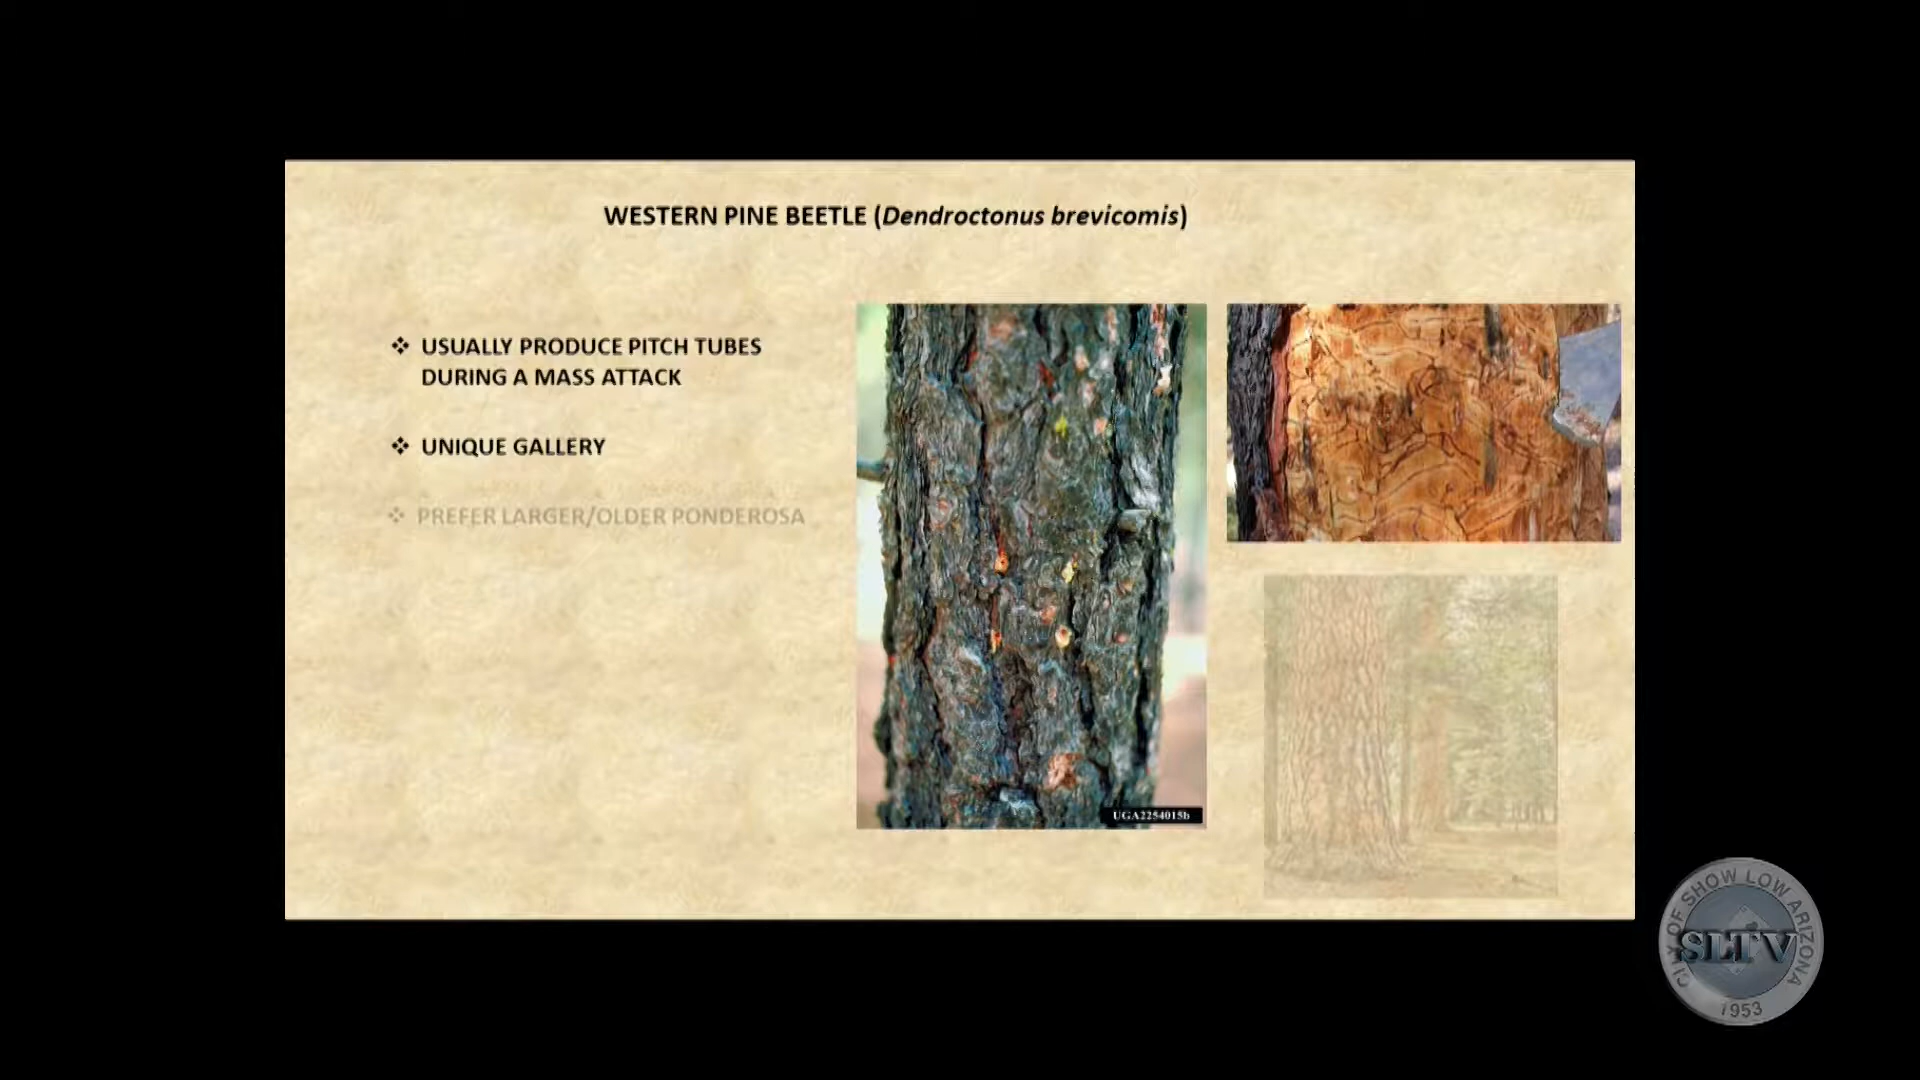 WESTERN PINE BEETLE (Dendroctonus brevicomis)
❖ USUALLY PRODUCE PITCH TUBES
DURING A MASS ATTACK
❖ UNIQUE GALLERY
❖ PREFER LARGER/OLDER PONDEROSA
UGA2254015b
CITY OF SHOW LOW ARIZONA
SLTV
1953